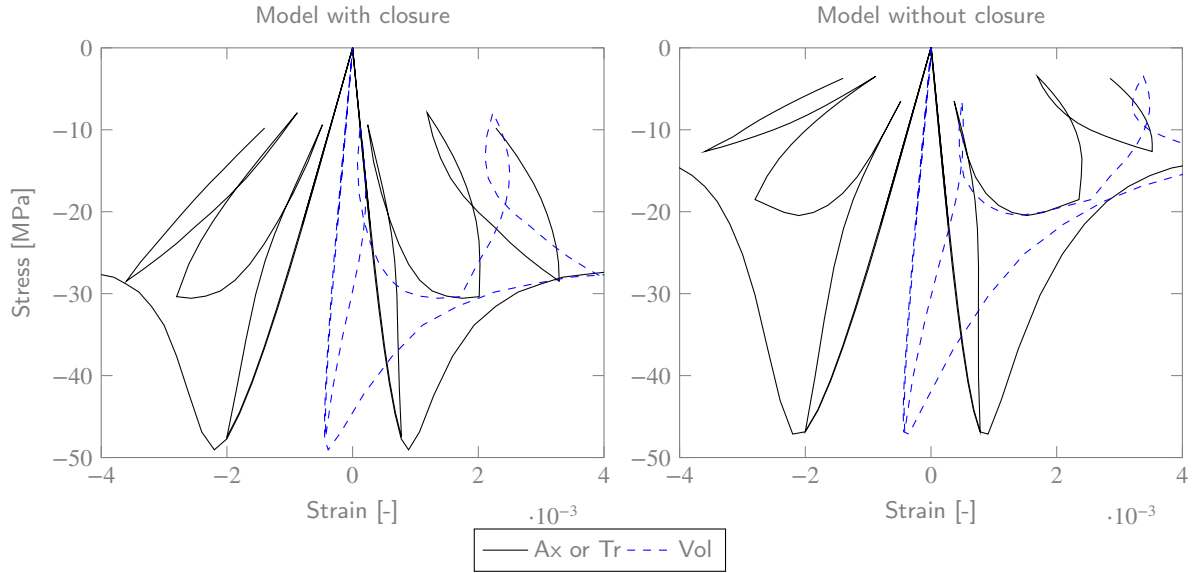 Model with closure
Model without closure
0
−10
−20
−30
−40
−50
Stress [MPa]
−4 −2 0 2 4
Strain [-]
·10−3
0
−10
−20
−30
−40
−50
−4 −2 0 2 4
Strain [-]
·10−3
Ax or Tr Vol